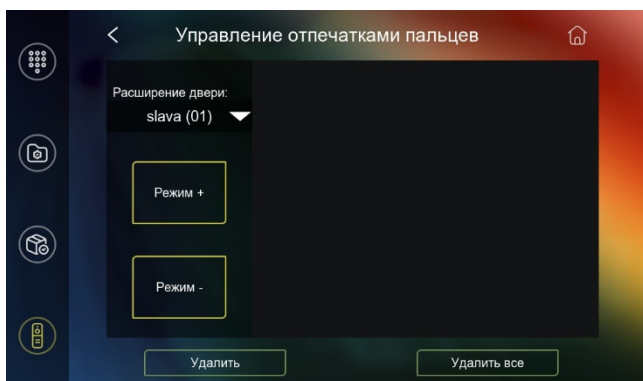 Управление отпечатками пальцев
Расширение двери:
slava (01)
Режим +
Режим -
Удалить
Удалить все